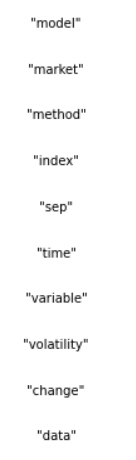 "model"
"market"
"method"
"index"
"sep"
"time"
"variable"
"volatility"
"change"
"data"